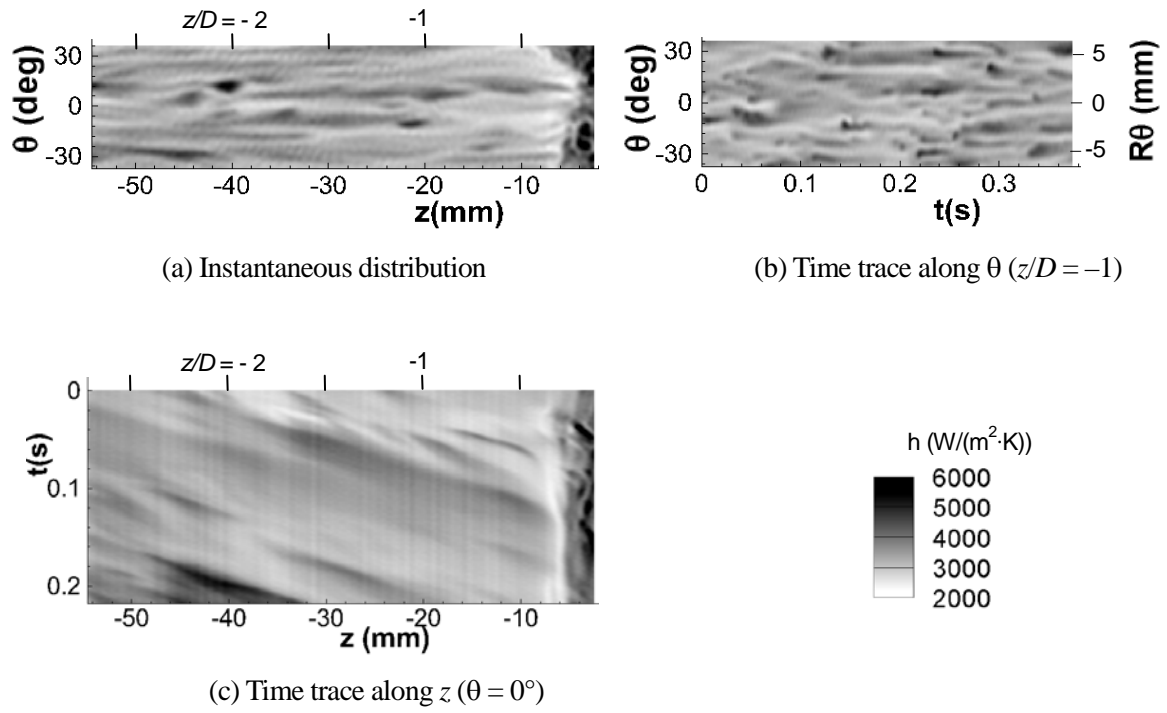 z/D = - 2 -1
θ (deg)
30
0
-30
-50 -40 -30 -20 -10
z(mm)
(a) Instantaneous distribution
θ (deg)
30
0
-30
5
0
-5
Rθ (mm)
0 0.1 0.2 0.3
t(s)
(b) Time trace along θ (z/D = –1)
z/D = - 2 -1
t(s)
0
0.1
0.2
-50 -40 -30 -20 -10
z (mm)
(c) Time trace along z (θ = 0°)
h (W/(m²·K))
6000
5000
4000
3000
2000